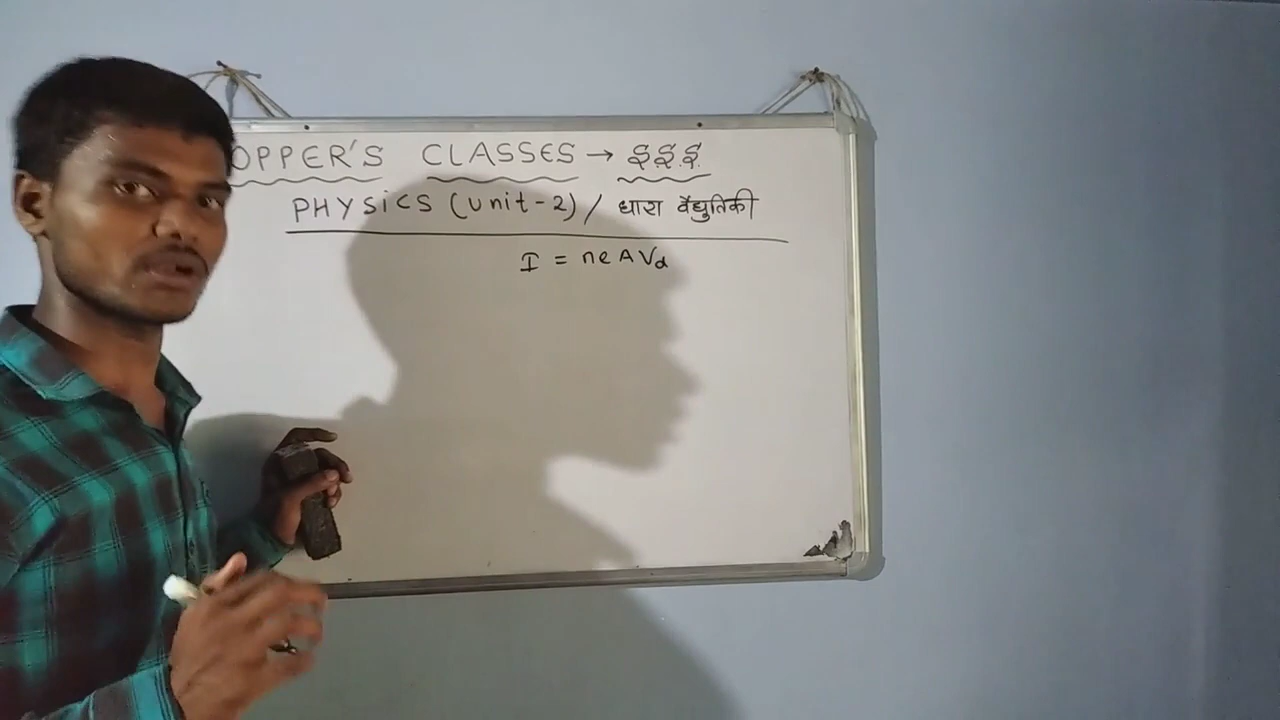 OPPER'S CLASSES → इ.इ.इ.
PHYSICS (unit-2) / धारा वैद्युतिकी
I = neAVd